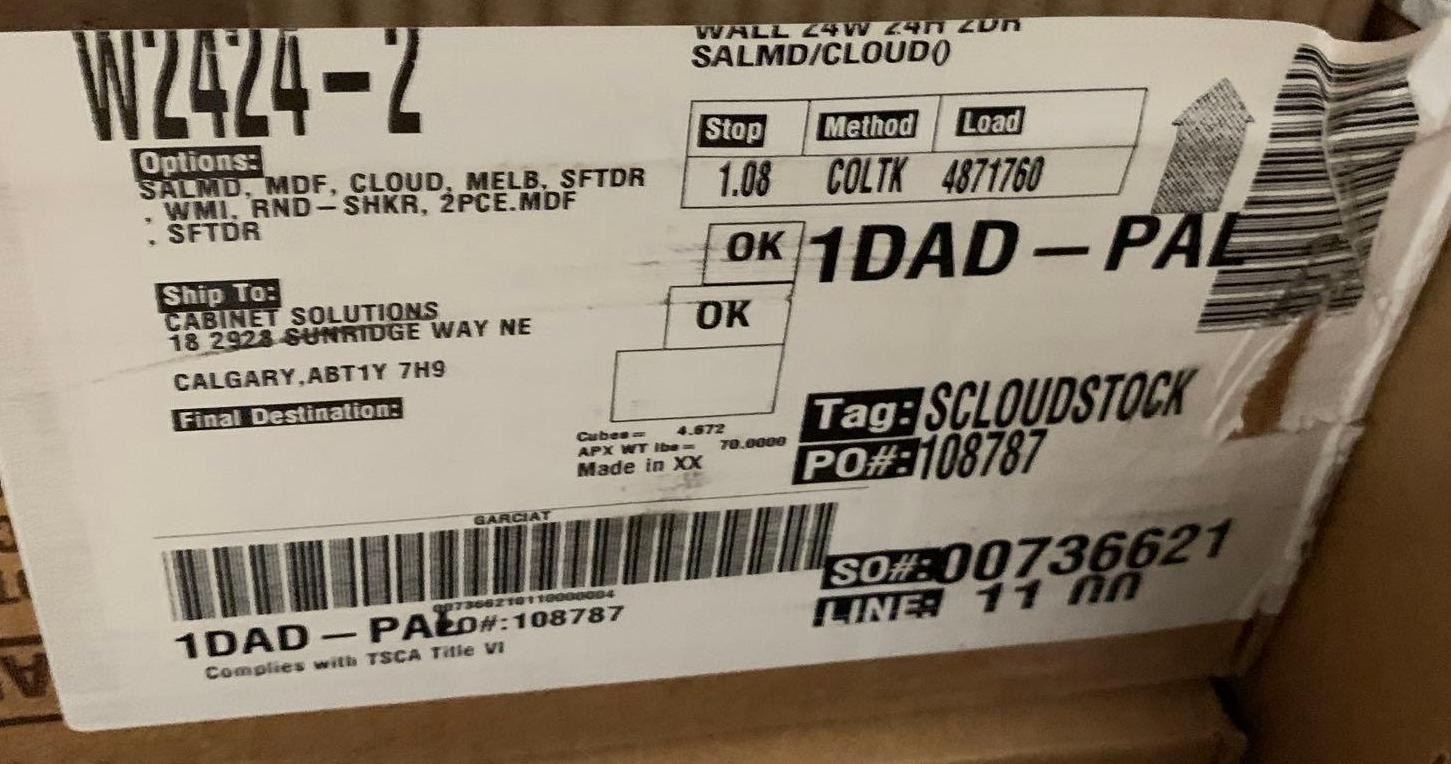 W2424-2
WALL 24W 24H 2DR
SALMD/CLOUD()
Options:
SALMD, MDF, CLOUD, MELB, SFTDR
, WMI, RND-SHKR, 2PCE.MDF
, SFTDR
Stop Method Load
1.08 COLTK 4871760
OK
OK
1DAD-PAL
Ship To:
CABINET SOLUTIONS
18 2923 SUNRIDGE WAY NE
CALGARY,ABT1Y 7H9
Final Destination:
Cubes= 4.672
APX WT lbs= 70.0000
Made in XX
Tag:SCLOUDSTOCK
PO#:108787
GARCIAT
SO#:00736621
LINE: 11 00
1DAD-PAL
PO#:108787
Complies with TSCA Title VI